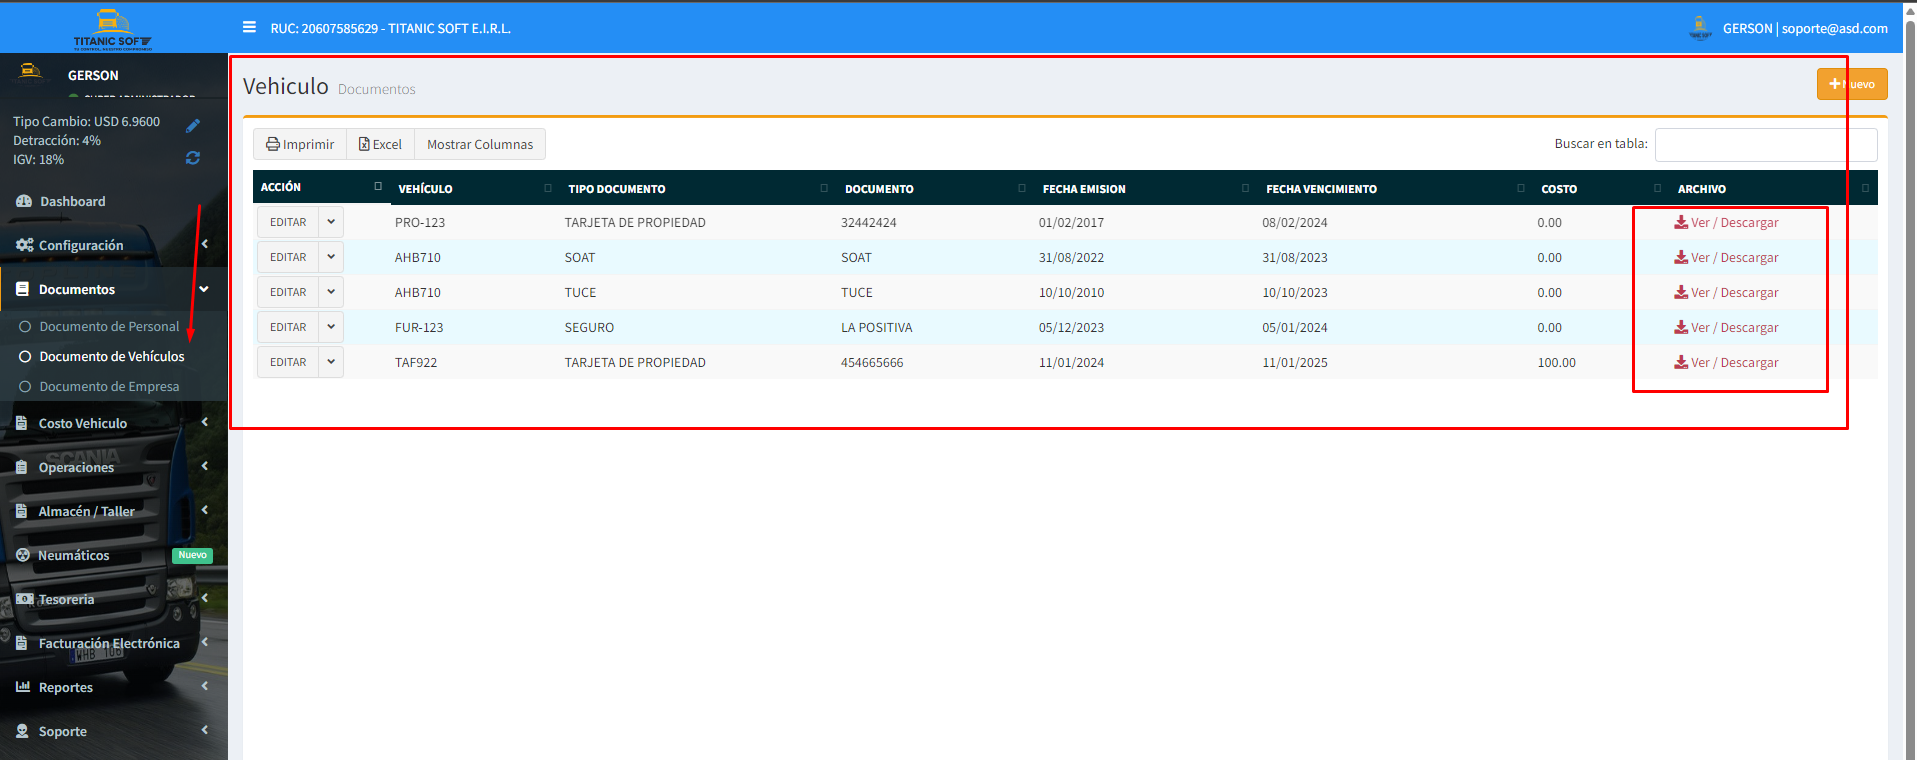 TITANIC SOFT
RUC: 20607585629 - TITANIC SOFT E.I.R.L.
GERSON | soporte@asd.com
GERSON
SUPER ADMINISTRADOR
Tipo Cambio: USD 6.9600
Detracción: 4%
IGV: 18%
Dashboard
Configuración
Documentos
Documento de Personal
Documento de Vehículos
Documento de Empresa
Costo Vehiculo
Operaciones
Almacén / Taller
Neumáticos Nuevo
Tesoreria
Facturación Electrónica
Reportes
Soporte
SCANIA
Vehiculo Documentos
Nuevo
Imprimir Excel Mostrar Columnas
Buscar en tabla:
ACCIÓN VEHÍCULO TIPO DOCUMENTO DOCUMENTO FECHA EMISION FECHA VENCIMIENTO COSTO ARCHIVO
EDITAR PRO-123 TARJETA DE PROPIEDAD 32442424 01/02/2017 08/02/2024 0.00 Ver / Descargar
EDITAR AHB710 SOAT SOAT 31/08/2022 31/08/2023 0.00 Ver / Descargar
EDITAR AHB710 TUCE TUCE 10/10/2010 10/10/2023 0.00 Ver / Descargar
EDITAR FUR-123 SEGURO LA POSITIVA 05/12/2023 05/01/2024 0.00 Ver / Descargar
EDITAR TAF922 TARJETA DE PROPIEDAD 454665666 11/01/2024 11/01/2025 100.00 Ver / Descargar